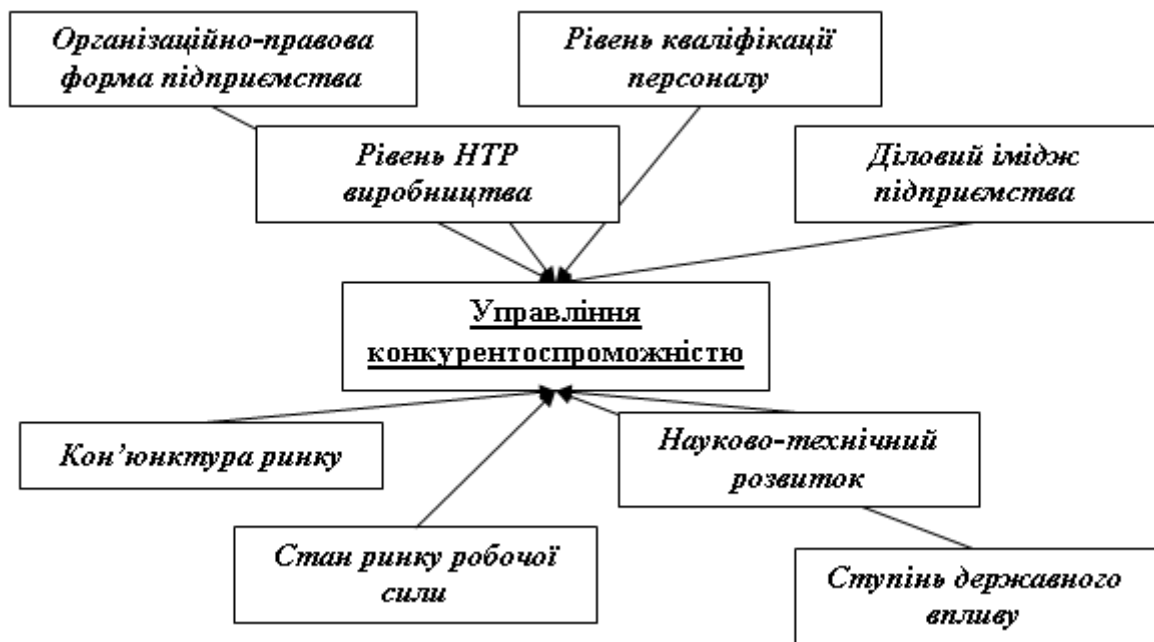 Організаційно-правова
форма підприємства
Рівень кваліфікації
персоналу
Рівень НТР
виробництва
Діловий імідж
підприємства
Управління
конкурентоспроможністю
Кон’юнктура ринку
Науково-технічний
розвиток
Стан ринку робочої
сили
Ступінь державного
впливу